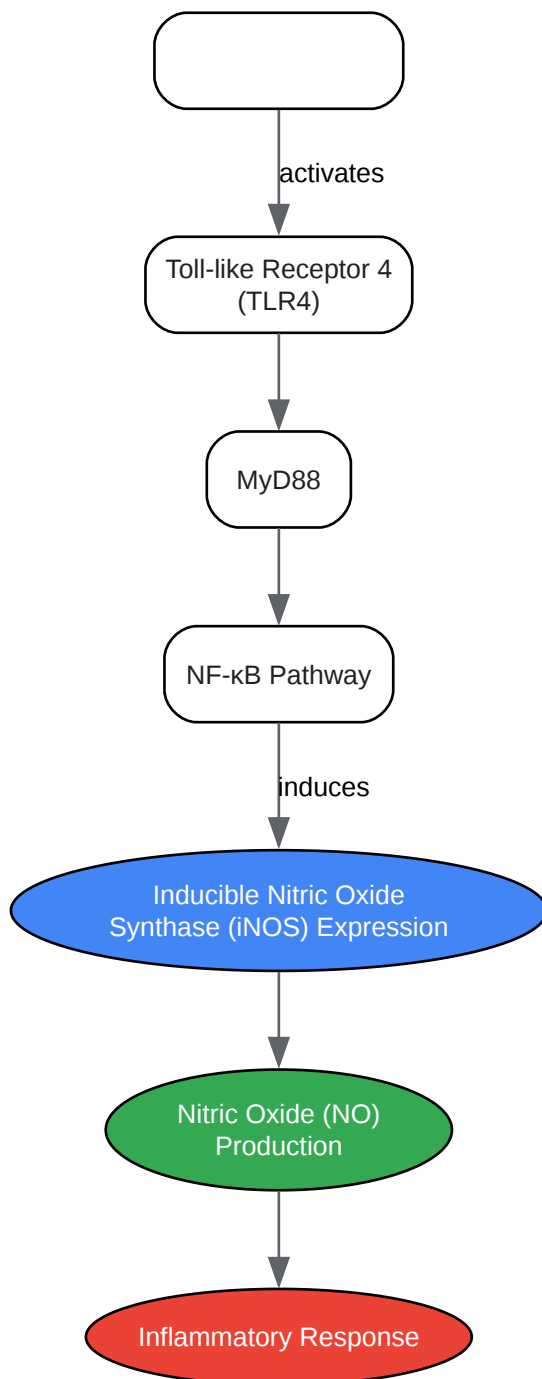 activates
Toll-like Receptor 4
(TLR4)
MyD88
NF-κB Pathway
induces
Inducible Nitric Oxide
Synthase (iNOS) Expression
Nitric Oxide (NO)
Production
Inflammatory Response